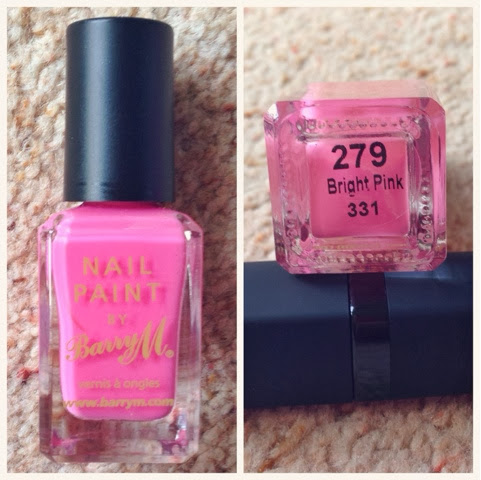 NAIL
PAINT
BY
Barry M.
vernis à ongles
www.barrym.com
279
Bright Pink
331